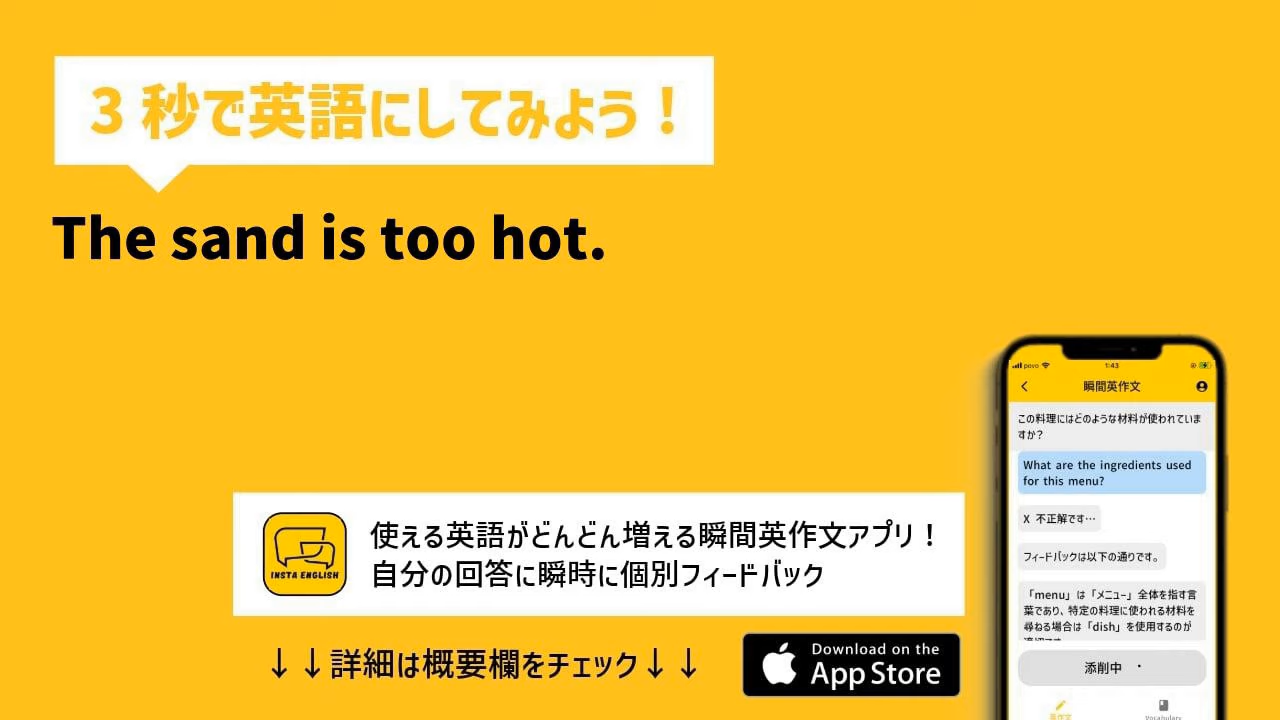 3 秒で英語にしてみよう！
The sand is too hot.
povo
1:43
瞬間英作文
この料理にはどのような材料が使われていま
すか？
What are the ingredients used
for this menu?
X 不正解です…
フィードバックは以下の通りです。
「menu」は「メニュー」全体を指す言
葉であり、特定の料理に使われる材料を
尋ねる場合は「dish」を使用するのが
添削中
英作文
Vocabulary
使える英語がどんどん増える瞬間英作文アプリ！
自分の回答に瞬時に個別フィードバック
INSTA ENGLISH
↓↓詳細は概要欄をチェック↓↓
Download on the
App Store